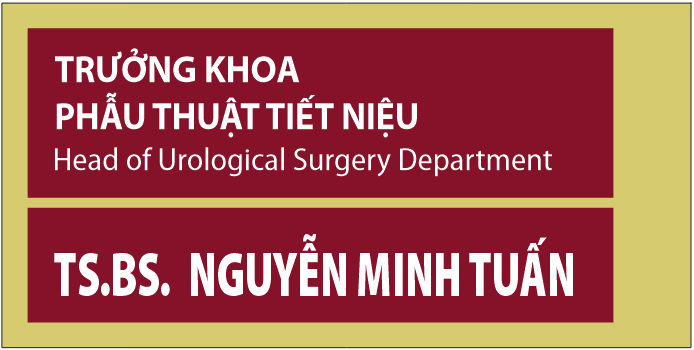 TRƯỞNG KHOA
PHẪU THUẬT TIẾT NIỆU
Head of Urological Surgery Department
TS.BS. NGUYỄN MINH TUẤN